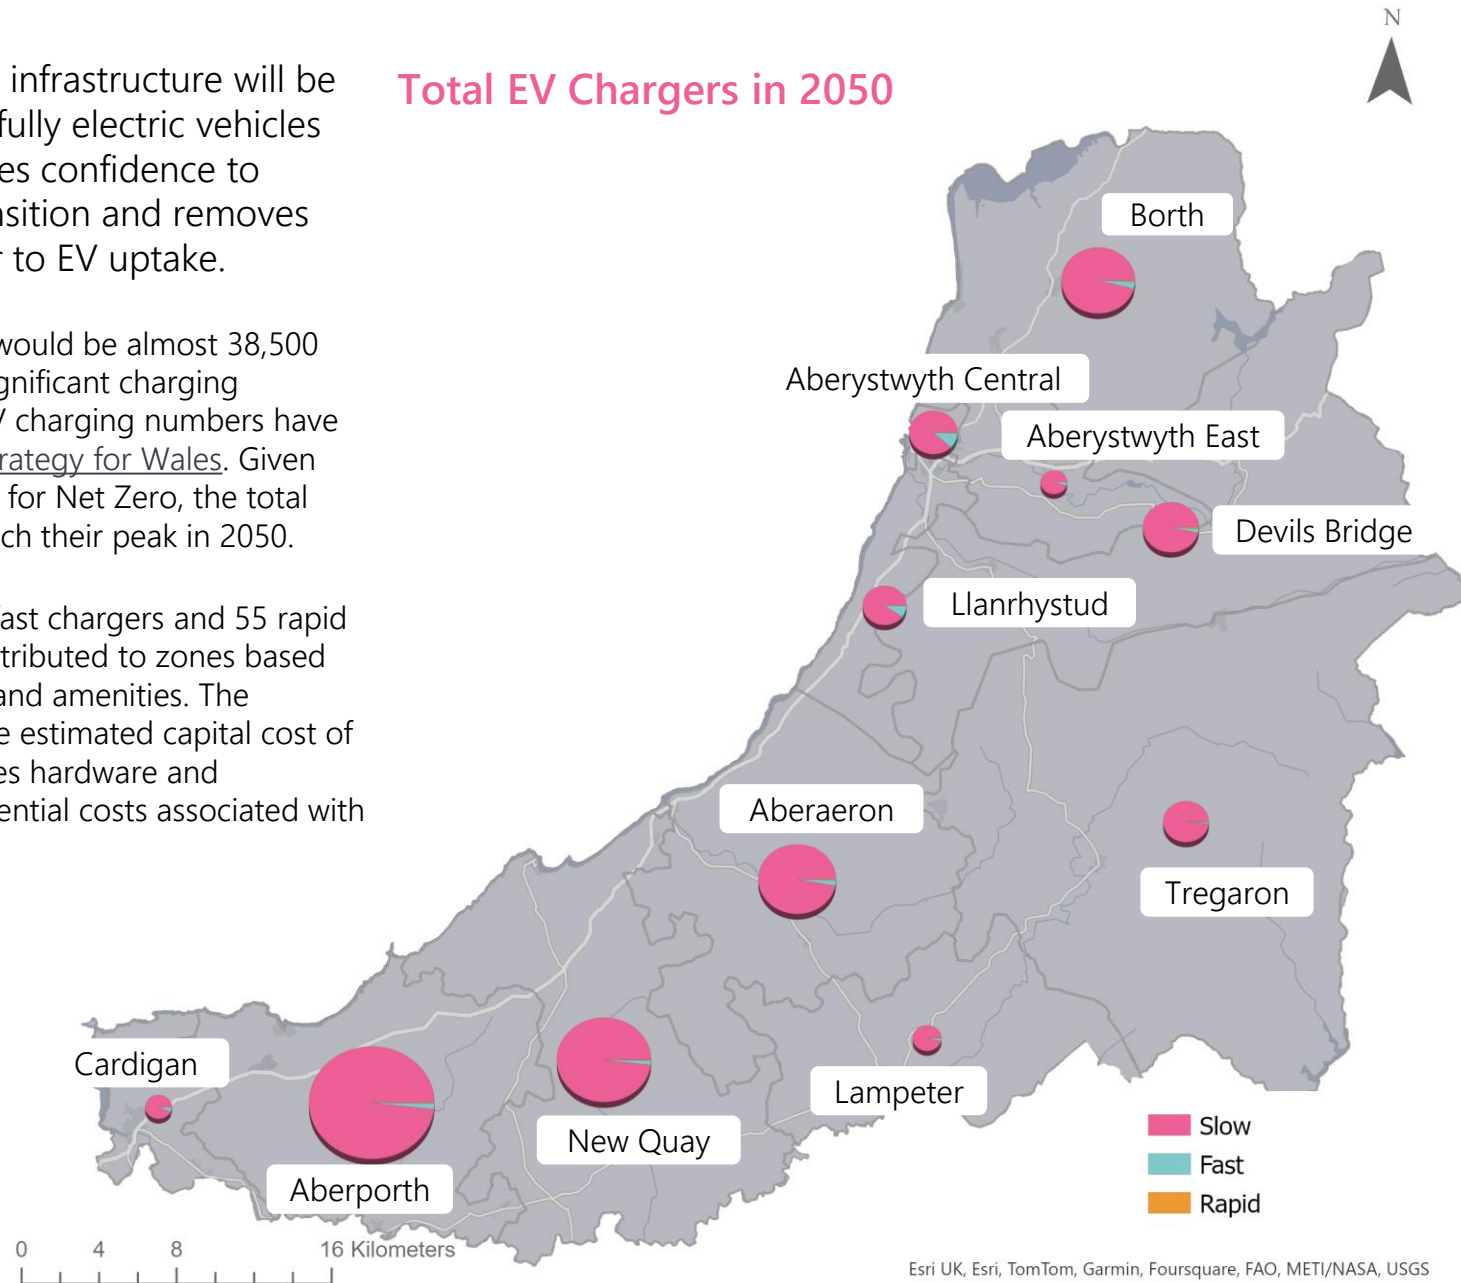 infrastructure will be
fully electric vehicles
es confidence to
nsition and removes
r to EV uptake.
would be almost 38,500
gnificant charging
V charging numbers have
rategy for Wales. Given
for Net Zero, the total
ch their peak in 2050.
fast chargers and 55 rapid
tributed to zones based
and amenities. The
e estimated capital cost of
es hardware and
ential costs associated with
Total EV Chargers in 2050
N
Borth
Aberystwyth Central
Aberystwyth East
Devils Bridge
Llanrhystud
Aberaeron
Tregaron
Cardigan
Lampeter
New Quay
Aberporth
Slow
Fast
Rapid
0 4 8 16 Kilometers
Esri UK, Esri, TomTom, Garmin, Foursquare, FAO, METI/NASA, USGS